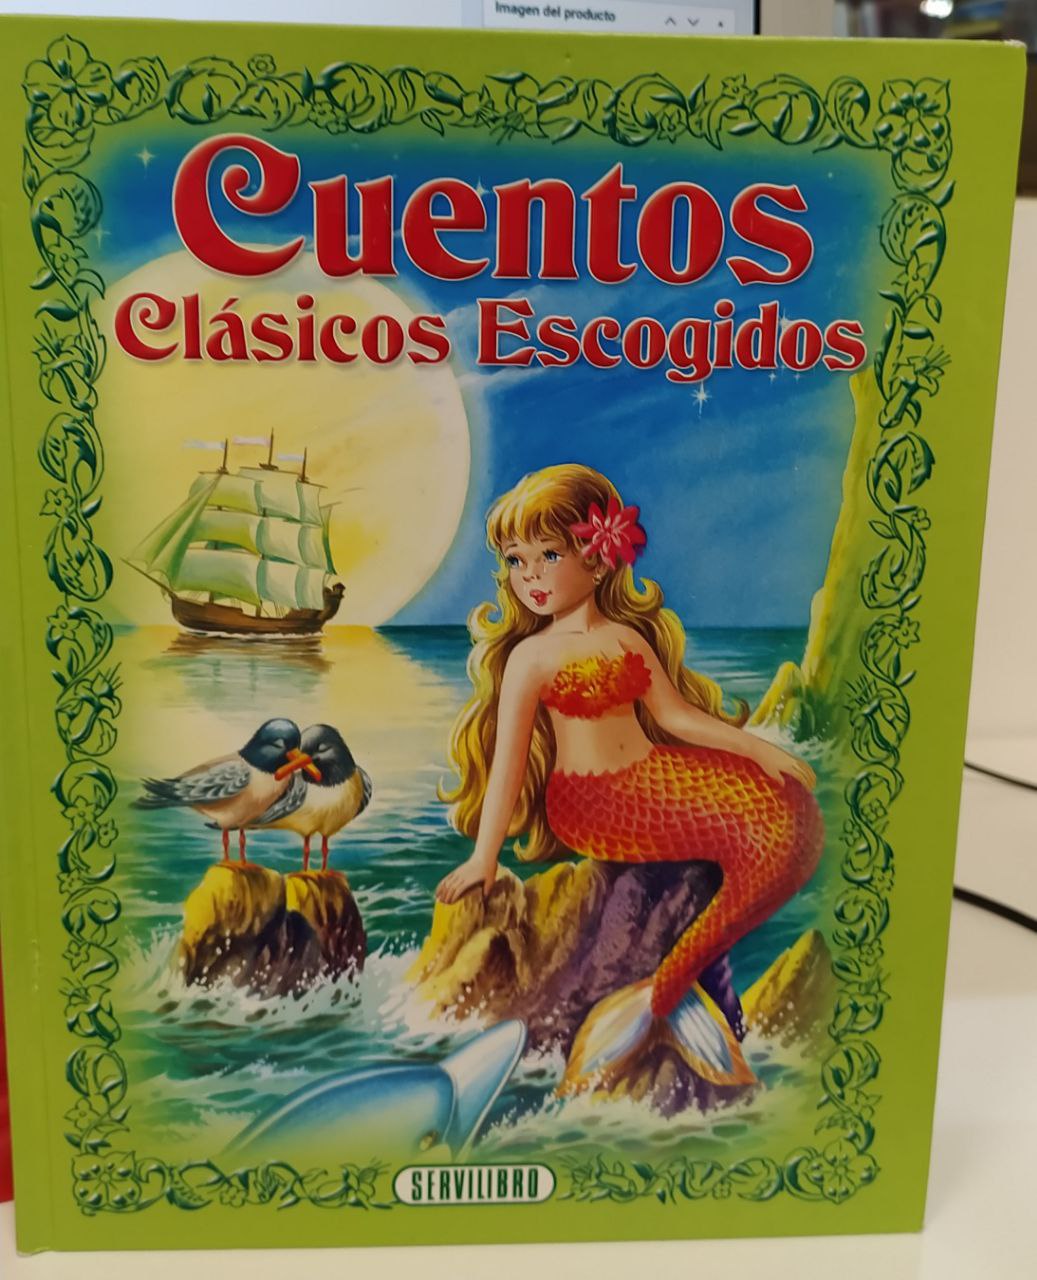 Imagen del producto
Cuentos
Clásicos Escogidos
SERVILIBRO